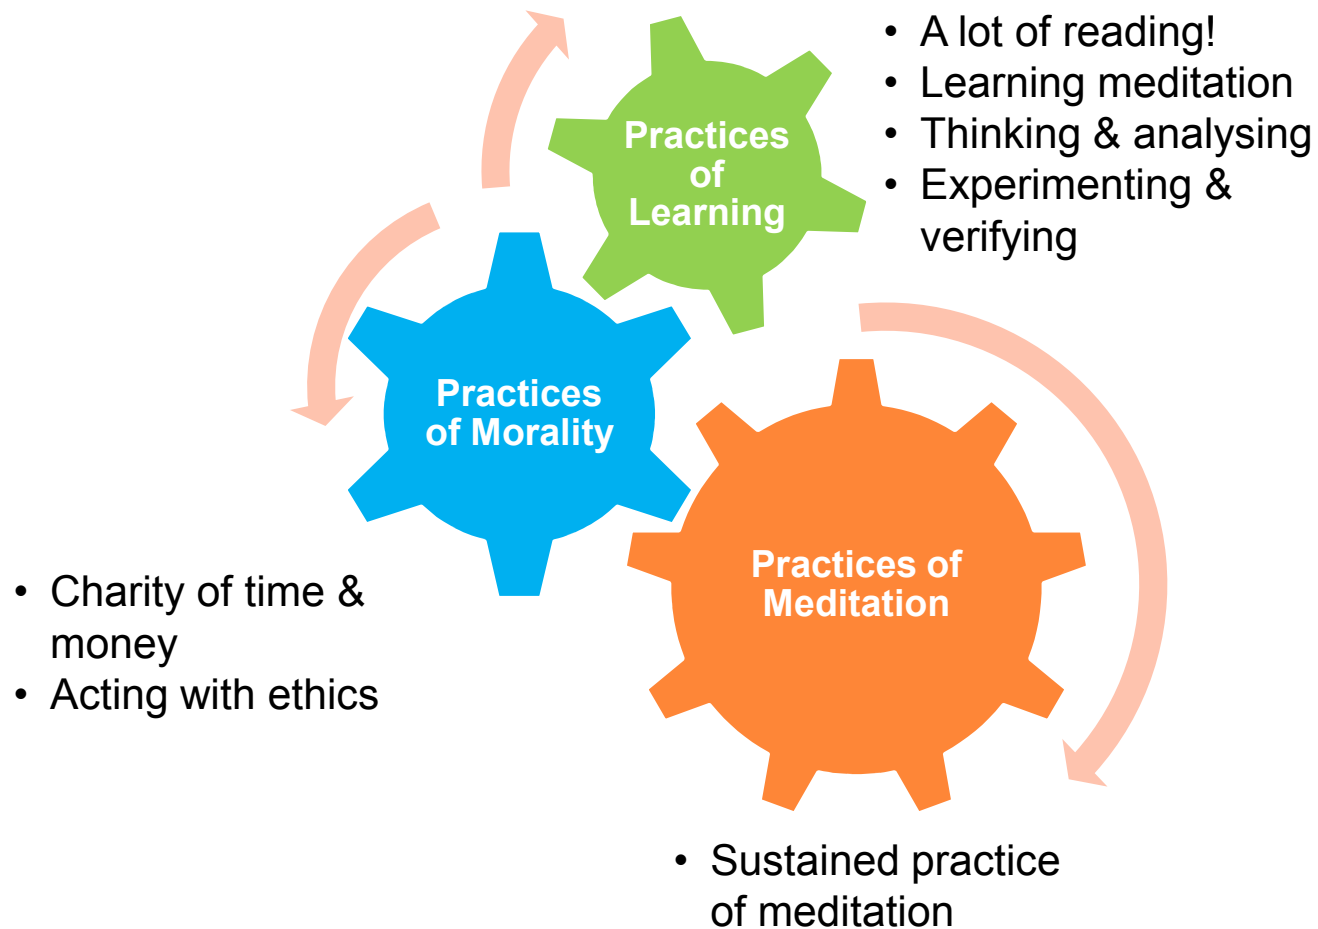 • A lot of reading!
• Learning meditation
• Thinking & analysing
• Experimenting &
verifying
Practices
of
Learning
Practices
of Morality
• Charity of time &
money
• Acting with ethics
Practices of
Meditation
• Sustained practice
of meditation